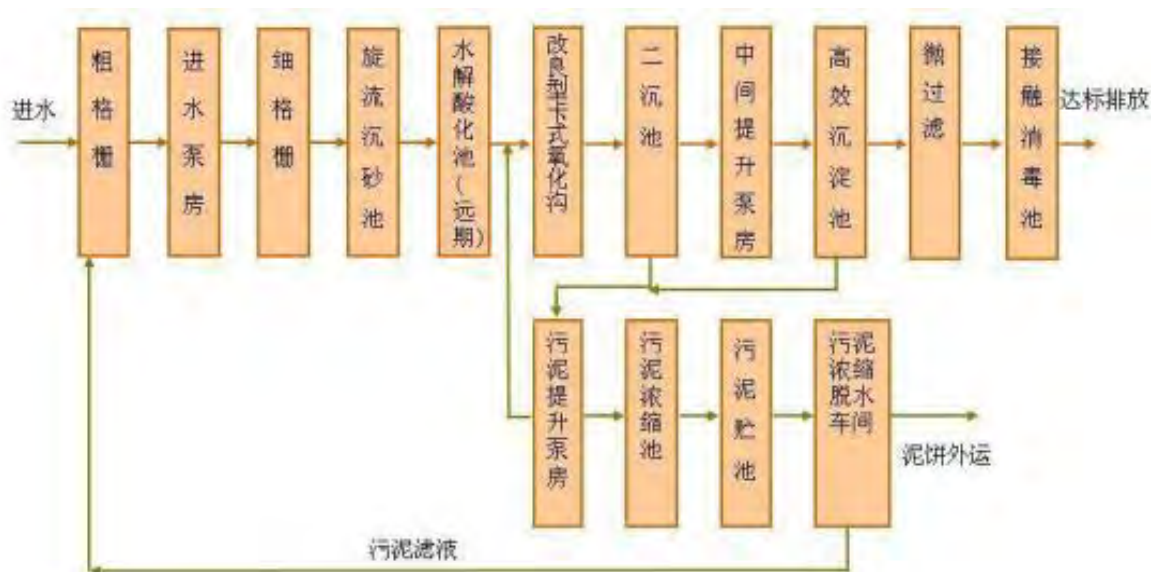 进水
粗格栅
进水泵房
细格栅
旋流沉砂池
水解酸化池(远期)
改良型卡式氧化沟
二沉池
中间提升泵房
高效沉淀池
微过滤
接触消毒池
达标排放
污泥提升泵房
污泥浓缩池
污泥贮池
污泥
浓缩
脱水
车间
泥饼外运
污泥滤液